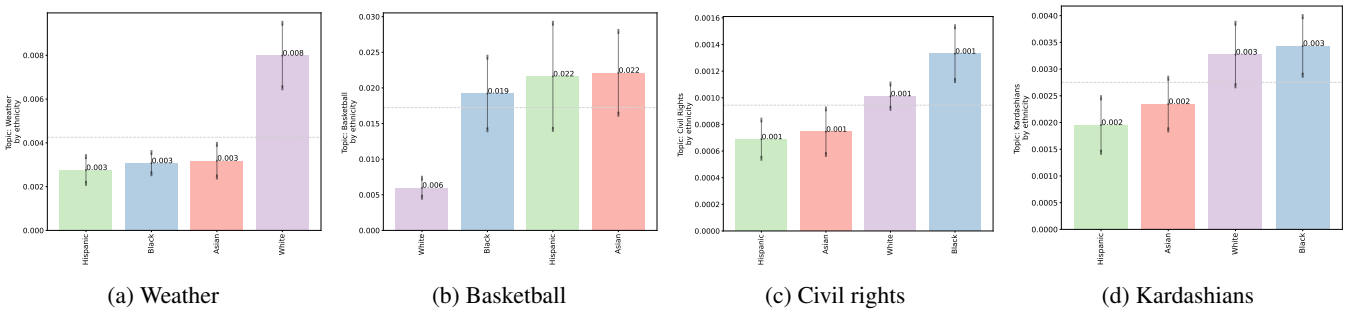 Topic: Weather
by ethnicity
0.008
0.006
0.004
0.002
0.000
0.003
0.003
0.003
0.008
Hispanic
Black
Asian
White
(a) Weather
Topic: Basketball
by ethnicity
0.030
0.025
0.020
0.015
0.010
0.005
0.000
0.006
0.019
0.022
0.022
White
Black
Hispanic
Asian
(b) Basketball
Topic: Civil Rights
by ethnicity
0.0016
0.0014
0.0012
0.0010
0.0008
0.0006
0.0004
0.0002
0.0000
0.001
0.001
0.001
0.001
Hispanic
Asian
White
Black
(c) Civil rights
Topic: Kardashians
by ethnicity
0.0040
0.0035
0.0030
0.0025
0.0020
0.0015
0.0010
0.0005
0.0000
0.002
0.002
0.003
0.003
Hispanic
Asian
White
Black
(d) Kardashians